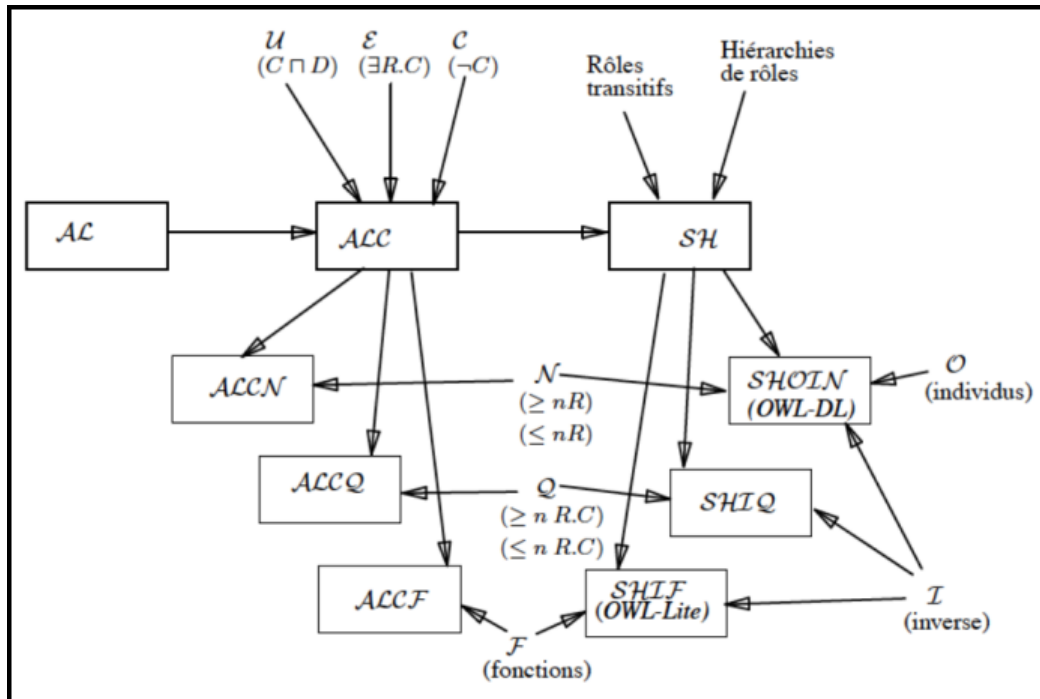 𝒰 ℰ 𝒞
(C ⊓ D) (∃R.C) (¬C)
Rôles
transitifs
Hiérarchies
de rôles
𝒜ℒ
𝒜ℒ𝒞
𝒮ℋ
𝒜ℒ𝒞𝒩
𝒩
(≥ nR)
(≤ nR)
𝒮ℋ𝒪ℐ𝒩
(OWL-DL)
𝒪
(individus)
𝒜ℒ𝒞𝒬
𝒬
(≥ n R.C)
(≤ n R.C)
𝒮ℋℐ𝒬
𝒜ℒ𝒞ℱ
𝒮ℋℐℱ
(OWL-Lite)
ℐ
(inverse)
ℱ
(fonctions)